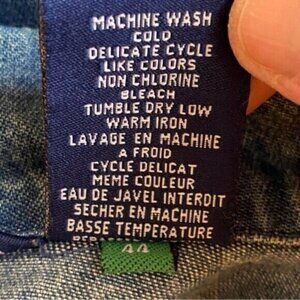 MACHINE WASH
COLD
DELICATE CYCLE
LIKE COLORS
NON CHLORINE
BLEACH
TUMBLE DRY LOW
WARM IRON
LAVAGE EN MACHINE
A FROID
CYCLE DELICAT
MEME COULEUR
EAU DE JAVEL INTERDIT
SECHER EN MACHINE
BASSE TEMPERATURE
44